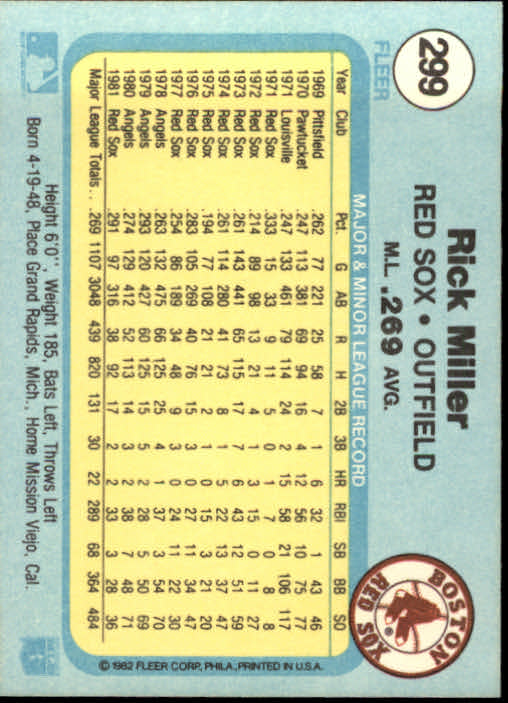 299
FLEER
Rick Miller
RED SOX • OUTFIELD
M.L. .269 AVG.
BOSTON RED SOX
MAJOR & MINOR LEAGUE RECORD
Year Club Pct. G AB R H 2B 3B HR RBI SB BB SO
1969 Pittsfield .262 77 221 25 58 7 1 6 32 1 43 46
1970 Pawtucket .247 113 381 69 94 16 4 12 56 10 75 77
1971 Louisville .247 133 461 79 114 24 2 15 58 21 106 117
1971 Red Sox .333 15 33 9 11 5 0 1 7 0 8 8
1972 Red Sox .214 89 98 13 21 4 1 3 15 0 11 28
1973 Red Sox .261 143 441 65 115 17 7 6 43 12 51 59
1974 Red Sox .261 114 280 41 73 8 1 5 22 13 37 47
1975 Red Sox .194 77 108 21 21 2 1 0 15 3 21 20
1976 Red Sox .283 105 269 40 76 15 3 0 27 11 34 47
1977 Red Sox .254 86 189 34 48 9 3 0 24 11 22 30
1978 Angels .263 132 475 66 125 25 4 1 37 3 54 70
1979 Angels .293 120 427 60 125 15 5 2 28 5 50 69
1980 Angels .274 129 412 52 113 14 3 2 38 7 48 71
1981 Red Sox .291 97 316 38 92 17 2 2 33 3 28 36
Major League Totals . . .269 1107 3048 439 820 131 30 22 289 68 364 484
© 1982 FLEER CORP., PHILA., PRINTED IN U.S.A.
Height 6'0'', Weight 185, Bats Left, Throws Left
Born 4-19-48, Place Grand Rapids, Mich., Home Mission Viejo, Cal.